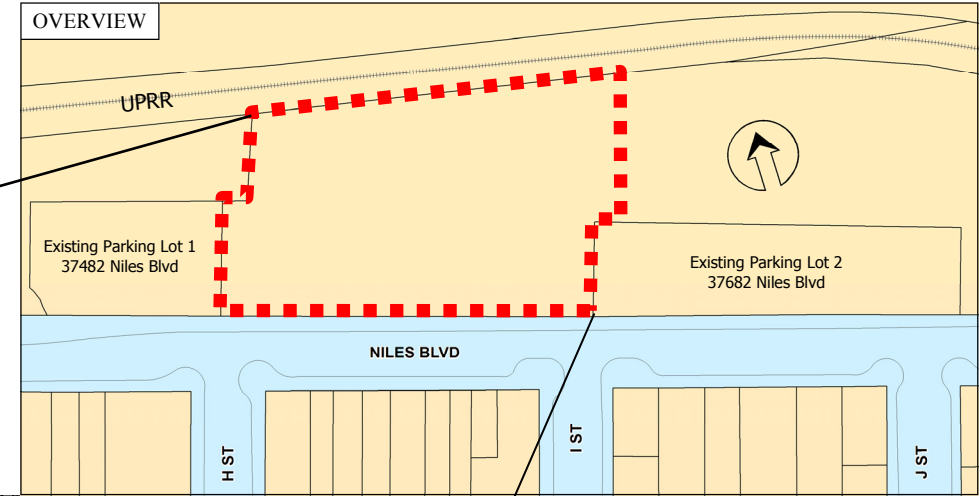 OVERVIEW
UPRR
Existing Parking Lot 1
37482 Niles Blvd
Existing Parking Lot 2
37682 Niles Blvd
NILES BLVD
H ST
I ST
J ST